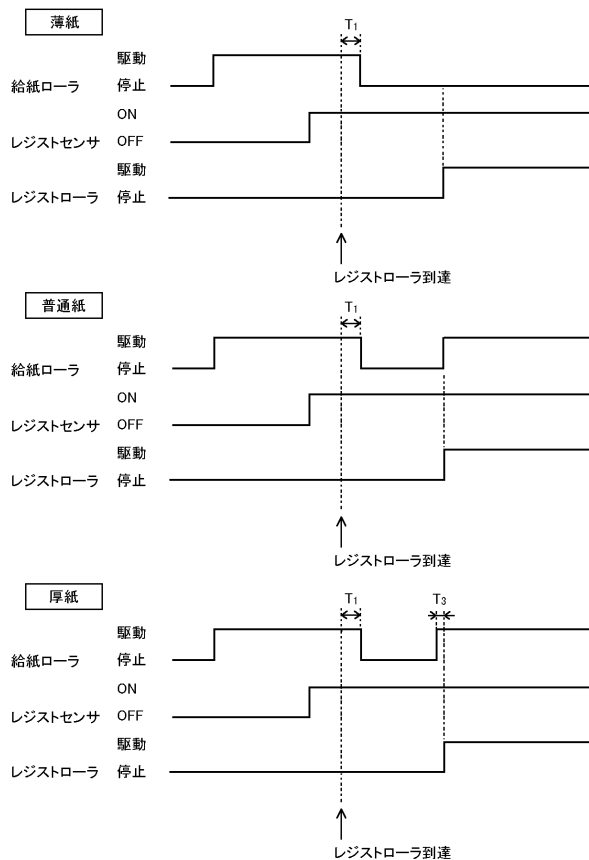 薄紙
T1
駆動
給紙ローラ 停止
ON
レジストセンサ OFF
駆動
レジストローラ 停止
レジストローラ到達
普通紙
T1
駆動
給紙ローラ 停止
ON
レジストセンサ OFF
駆動
レジストローラ 停止
レジストローラ到達
厚紙
T1 T3
駆動
給紙ローラ 停止
ON
レジストセンサ OFF
駆動
レジストローラ 停止
レジストローラ到達